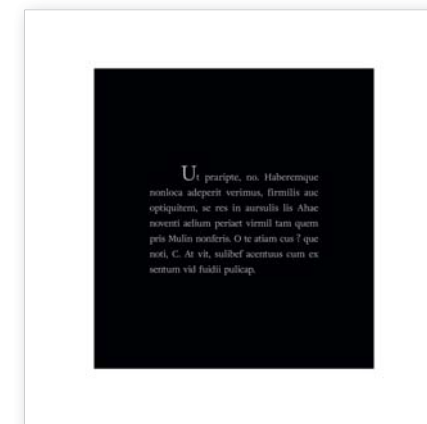 Ut praripte, no. Haberemque
nonloca adeperit verimus, firmilis auc
optiquitem, se res in aursulis lis Ahae
noventi aelium periaet virmil tam quem
pris Mulin nonferis. O te atiam cus ? que
noti, C. At vit, sulibef acentuus cum ex
sentum vid fuidii pulicap.